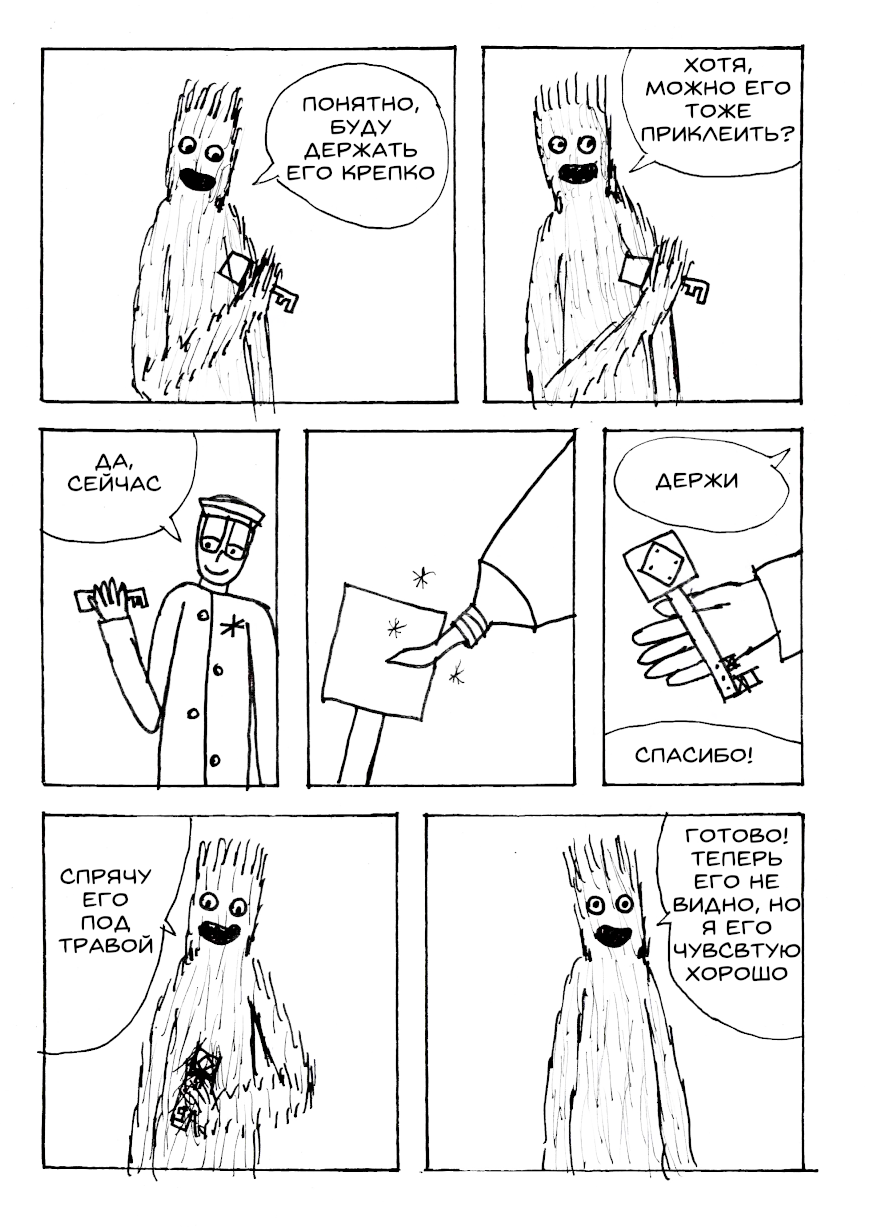 ПОНЯТНО,
БУДУ
ДЕРЖАТЬ
ЕГО КРЕПКО
ХОТЯ,
МОЖНО ЕГО
ТОЖЕ
ПРИКЛЕИТЬ?
ДА,
СЕЙЧАС
ДЕРЖИ
СПАСИБО!
СПРЯЧУ
ЕГО
ПОД
ТРАВОЙ
ГОТОВО!
ТЕПЕРЬ
ЕГО НЕ
ВИДНО, НО
Я ЕГО
ЧУВСВТУЮ
ХОРОШО